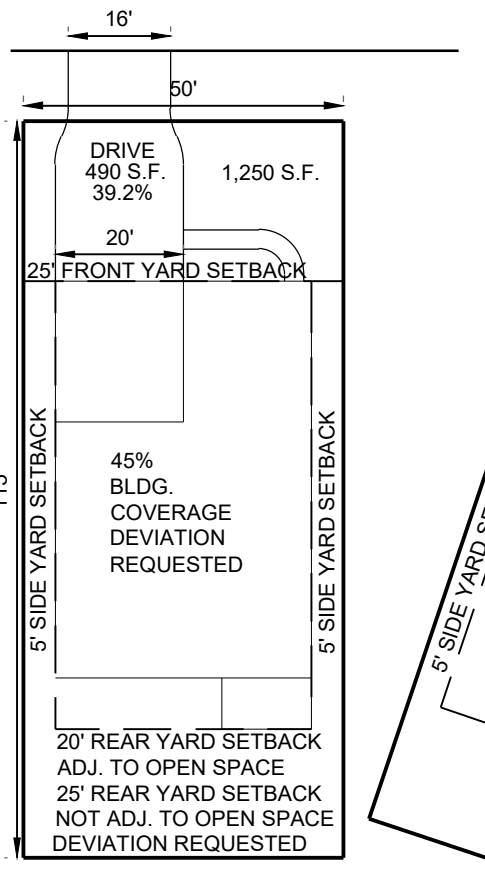 16'
50'
DRIVE
490 S.F.
39.2%
1,250 S.F.
20'
25' FRONT YARD SETBACK
5' SIDE YARD SETBACK
45%
BLDG.
COVERAGE
DEVIATION
REQUESTED
5' SIDE YARD SETBACK
20' REAR YARD SETBACK
ADJ. TO OPEN SPACE
25' REAR YARD SETBACK
NOT ADJ. TO OPEN SPACE
DEVIATION REQUESTED
5' SIDE YARD